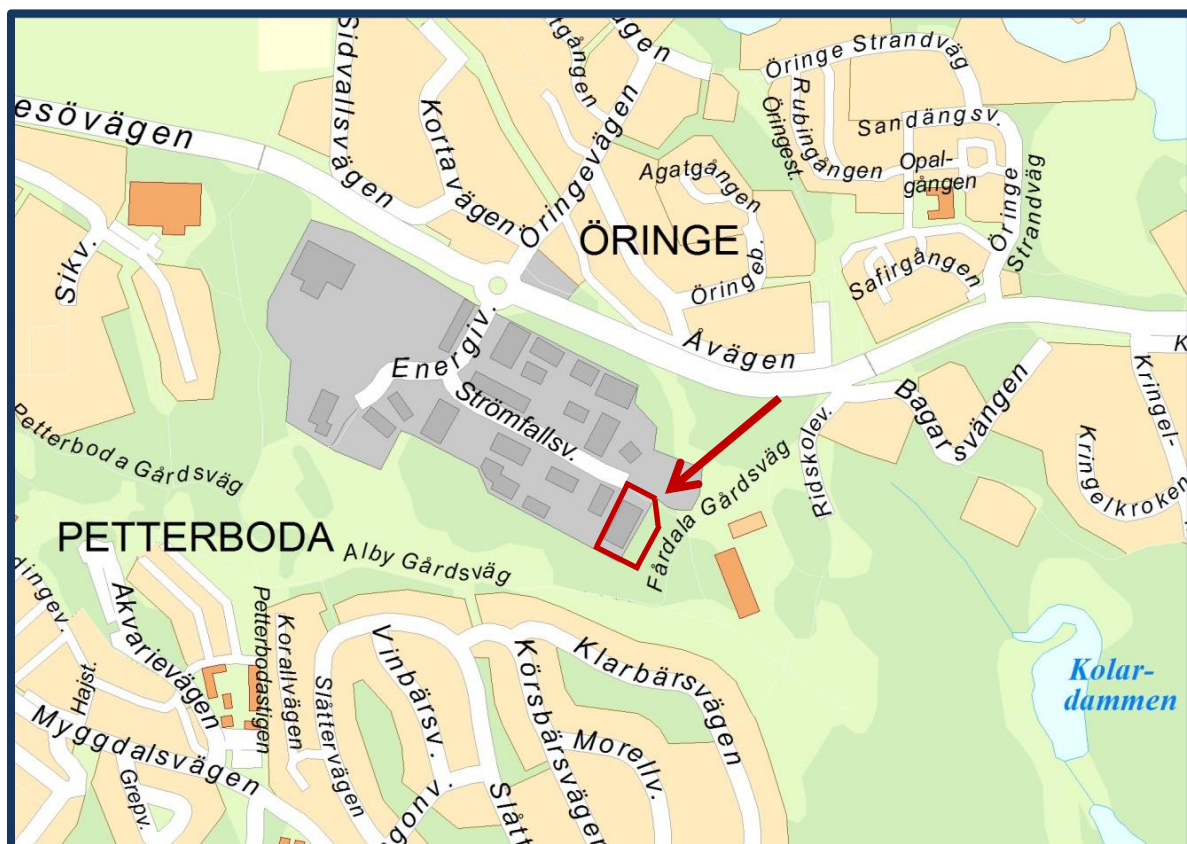 esövägen
Sidvallsvägen
Kortavägen
Öringevägen
Öringe Strandväg
Rubingången
Öringest.
Sandängsv.
Opal-
gången
Öringe
Strandväg
Agatgången
ÖRINGE
Öringeb.
Safirgången
Sikv.
Energiv.
Åvägen
Strömfallsv.
Bagarsvängen
Ridskolev.
Kringel-
Kringelkroken
Petterboda Gårdsväg
PETTERBODA
Alby Gårdsväg
Fårdala Gårdsväg
Akvarievägen
Petterbodastigen
Korallvägen
Slåttervägen
Vinbärsv.
Körsbärsvägen
Klarbärsvägen
Morellv.
Hajst.
Myggdalsvägen
Grepv.
Kolar-
dammen